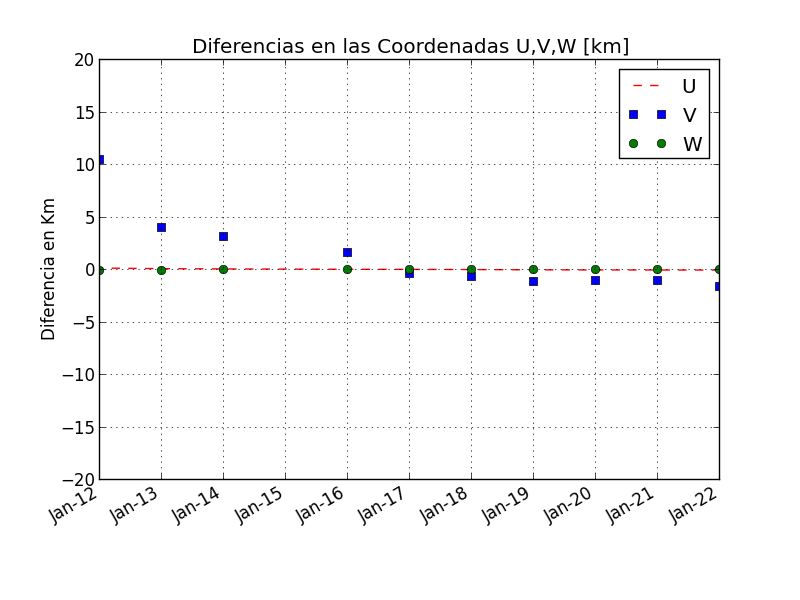 Diferencias en las Coordenadas U,V,W [km]
U
V
W
Diferencia en Km
20
15
10
5
0
−5
−10
−15
−20
Jan-12
Jan-13
Jan-14
Jan-15
Jan-16
Jan-17
Jan-18
Jan-19
Jan-20
Jan-21
Jan-22